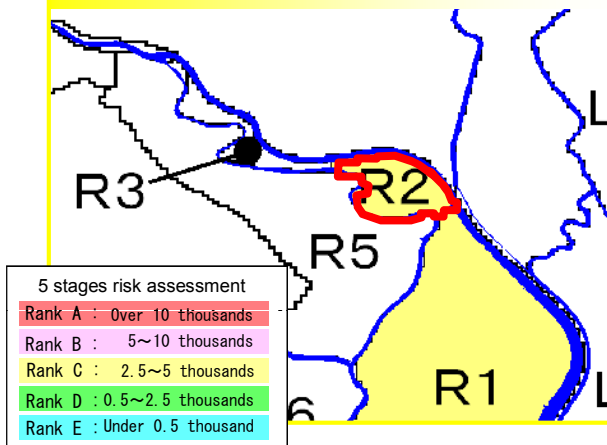 L
R2
R3
R5
5 stages risk assessment
Rank A : Over 10 thousands
Rank B : 5～10 thousands
Rank C : 2.5～5 thousands
Rank D : 0.5～2.5 thousands
Rank E : Under 0.5 thousand
6
R1
L